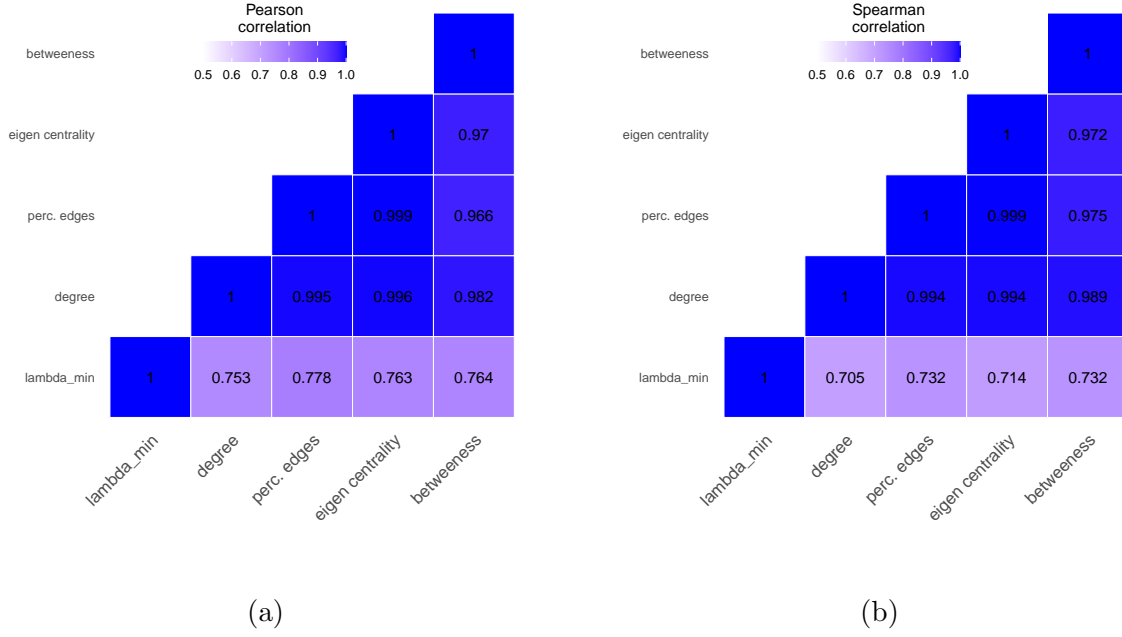 Pearson
correlation
0.5 0.6 0.7 0.8 0.9 1.0
betweeness
1
eigen centrality
1 0.97
perc. edges
1 0.999 0.966
degree
1 0.995 0.996 0.982
lambda_min
1 0.753 0.778 0.763 0.764
lambda_min
degree
perc. edges
eigen centrality
betweeness
(a)
Spearman
correlation
0.5 0.6 0.7 0.8 0.9 1.0
betweeness
1
eigen centrality
1 0.972
perc. edges
1 0.999 0.975
degree
1 0.994 0.994 0.989
lambda_min
1 0.705 0.732 0.714 0.732
lambda_min
degree
perc. edges
eigen centrality
betweeness
(b)